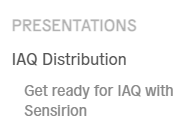 PRESENTATIONS
IAQ Distribution
Get ready for IAQ with
Sensirion